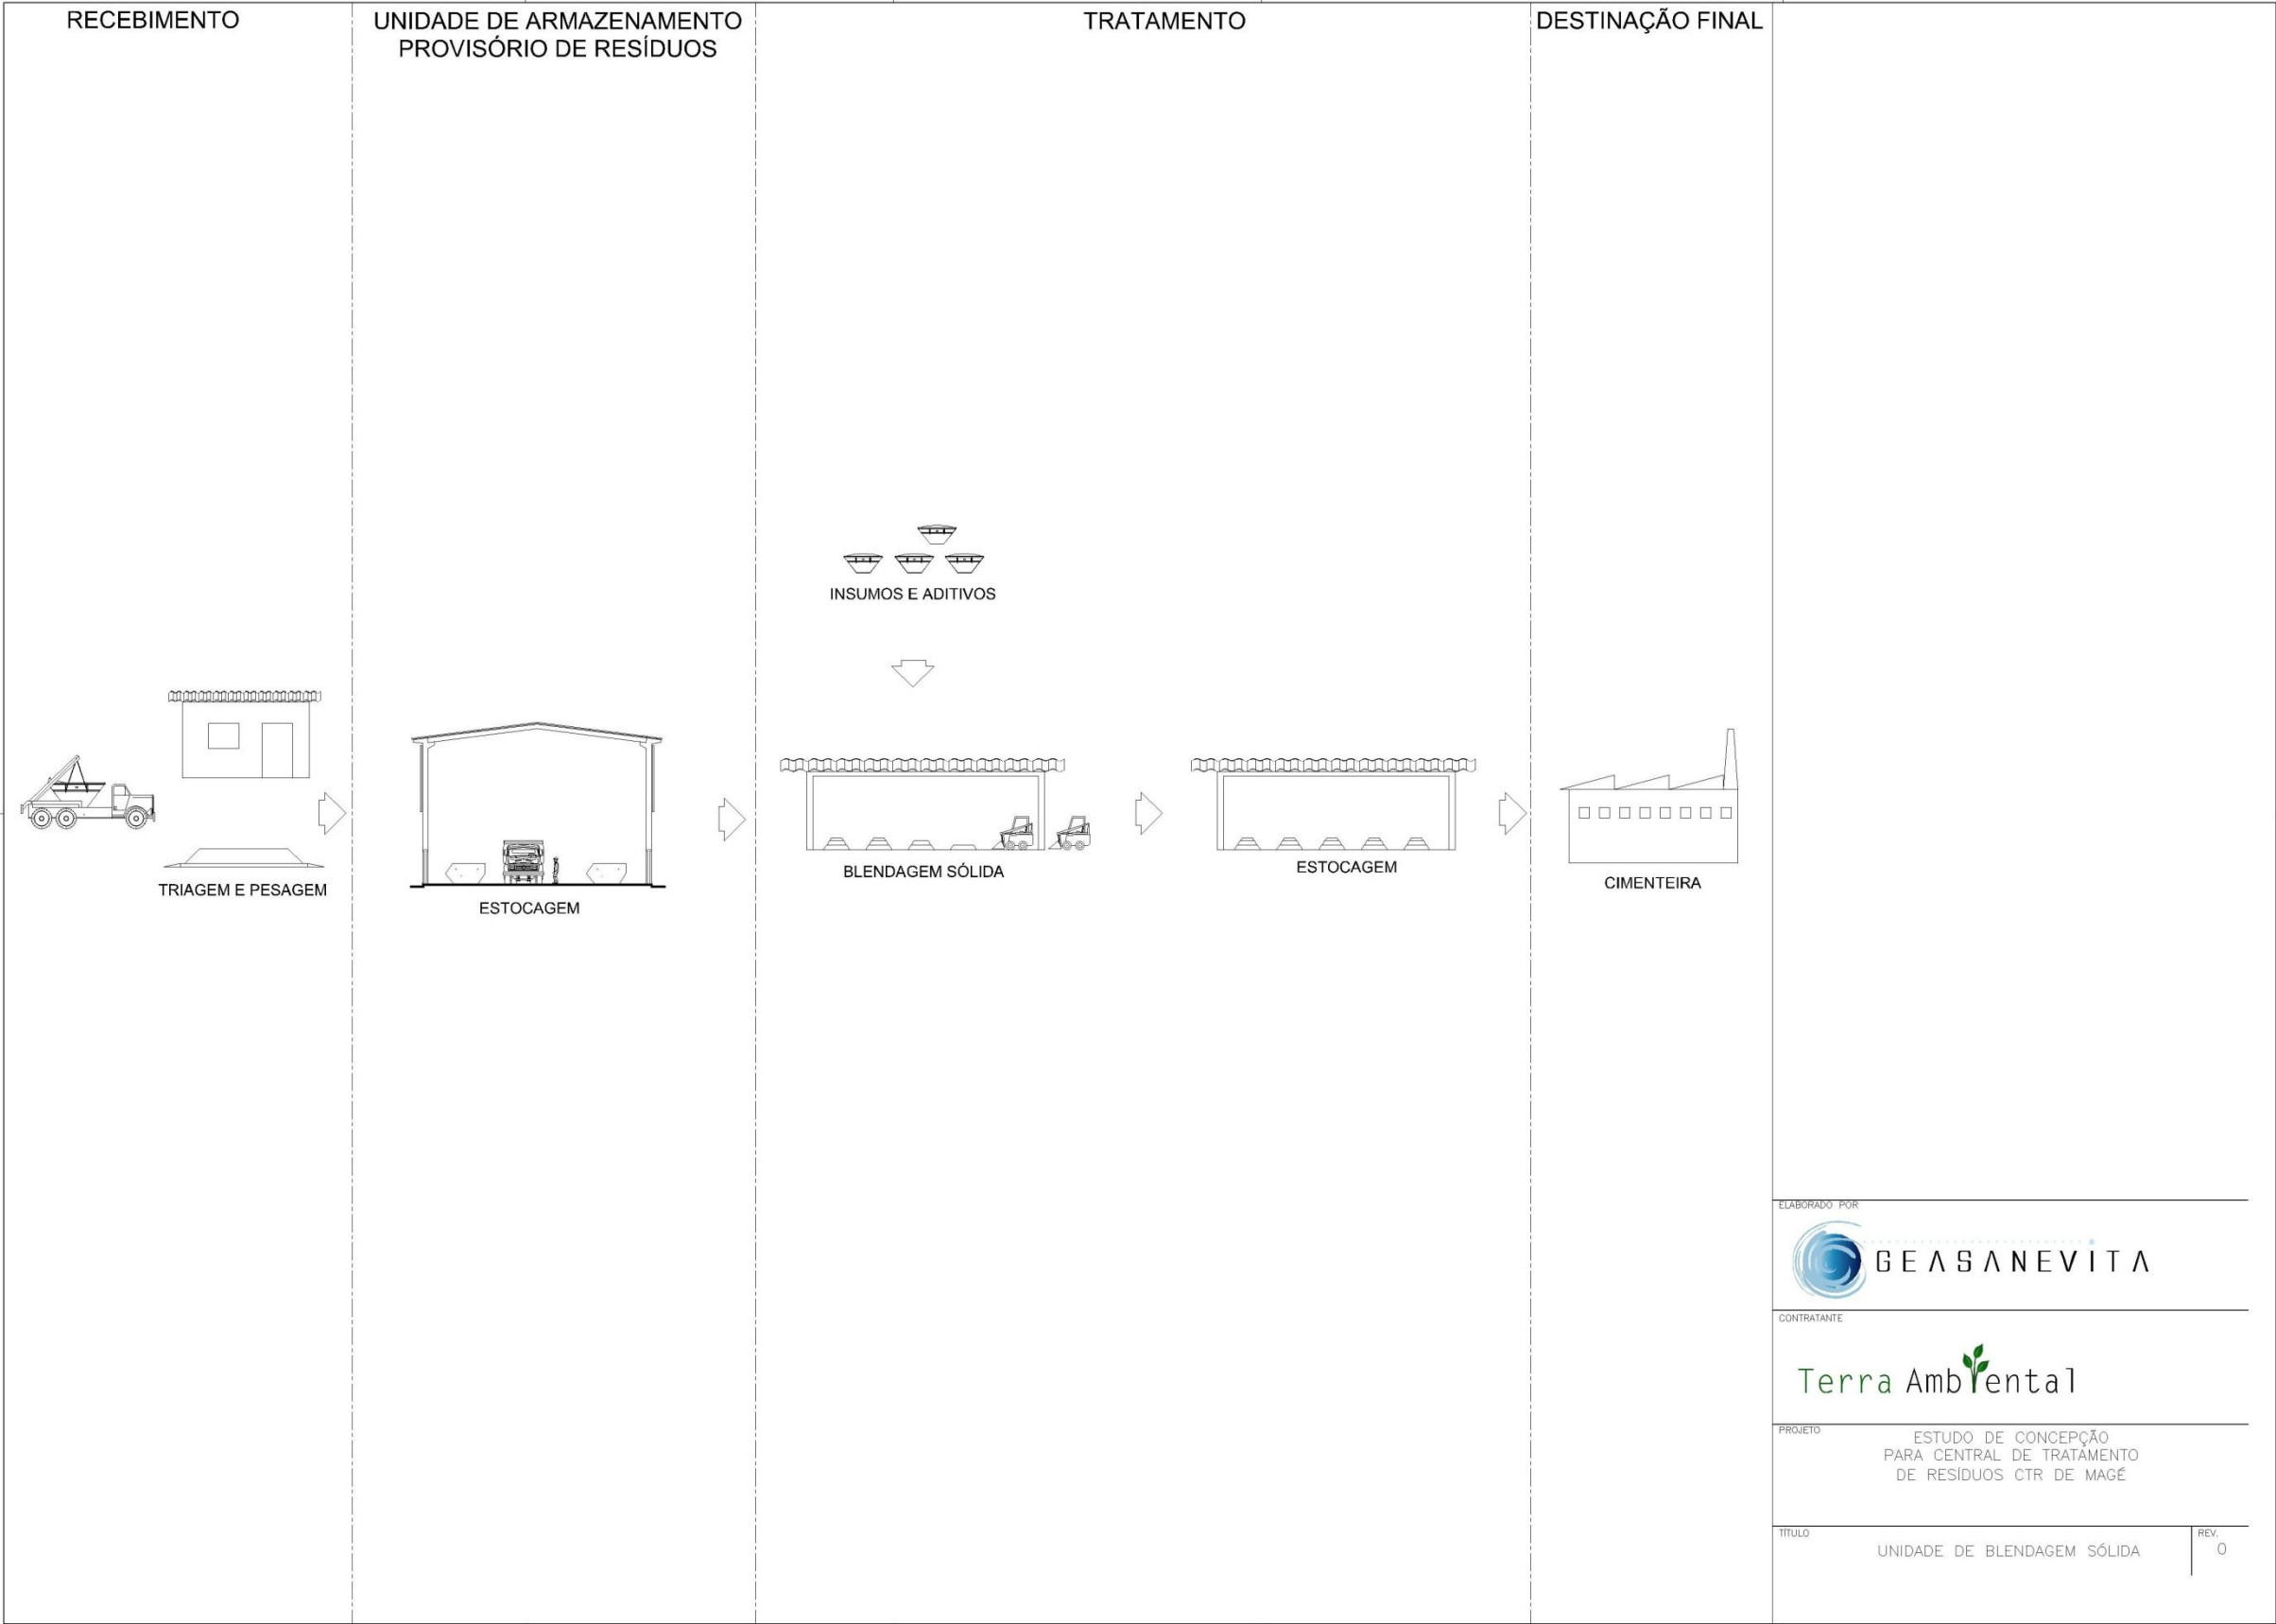 RECEBIMENTO
UNIDADE DE ARMAZENAMENTO
PROVISÓRIO DE RESÍDUOS
TRATAMENTO
DESTINAÇÃO FINAL
INSUMOS E ADITIVOS
TRIAGEM E PESAGEM
ESTOCAGEM
BLENDAGEM SÓLIDA
ESTOCAGEM
CIMENTEIRA
ELABORADO POR
GEASANEVITA
CONTRATANTE
Terra Ambiental
PROJETO
ESTUDO DE CONCEPÇÃO
PARA CENTRAL DE TRATAMENTO
DE RESÍDUOS CTR DE MAGÉ
TÍTULO
UNIDADE DE BLENDAGEM SÓLIDA
REV.
0